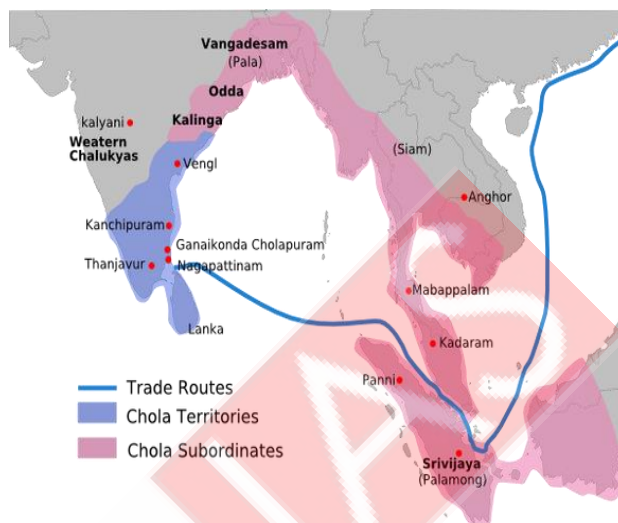 Vangadesam
(Pala)
Odda
kalyani
Kalinga
Weatern
Chalukyas
(Siam)
Vengl
Anghor
Kanchipuram
Ganaikonda Cholapuram
Thanjavur
Nagapattinam
Mabappalam
Lanka
Kadaram
Panni
Trade Routes
Chola Territories
Chola Subordinates
Srivijaya
(Palamong)
IAS